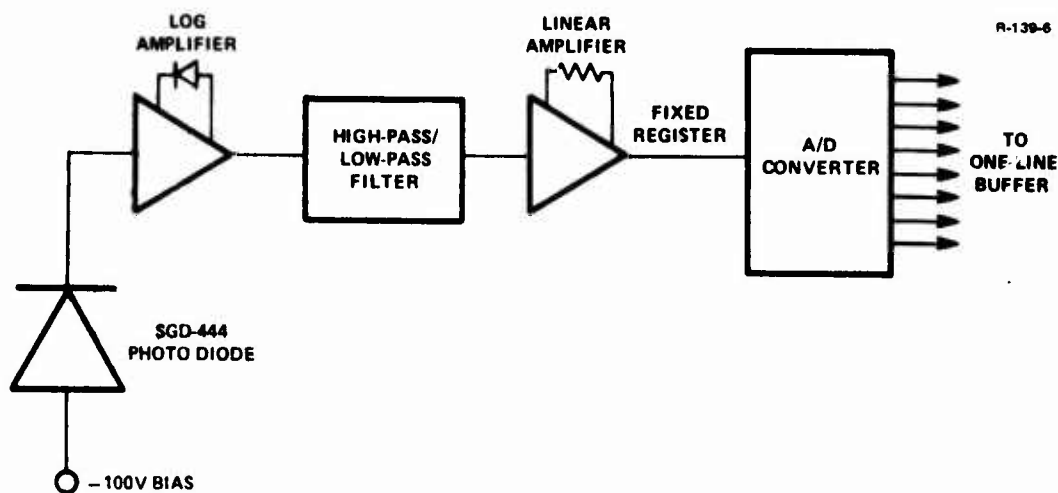 R-139-6
LOG
AMPLIFIER
LINEAR
AMPLIFIER
HIGH-PASS/
LOW-PASS
FILTER
FIXED
REGISTER
A/D
CONVERTER
TO
ONE-LINE
BUFFER
SGD-444
PHOTO DIODE
-100V BIAS